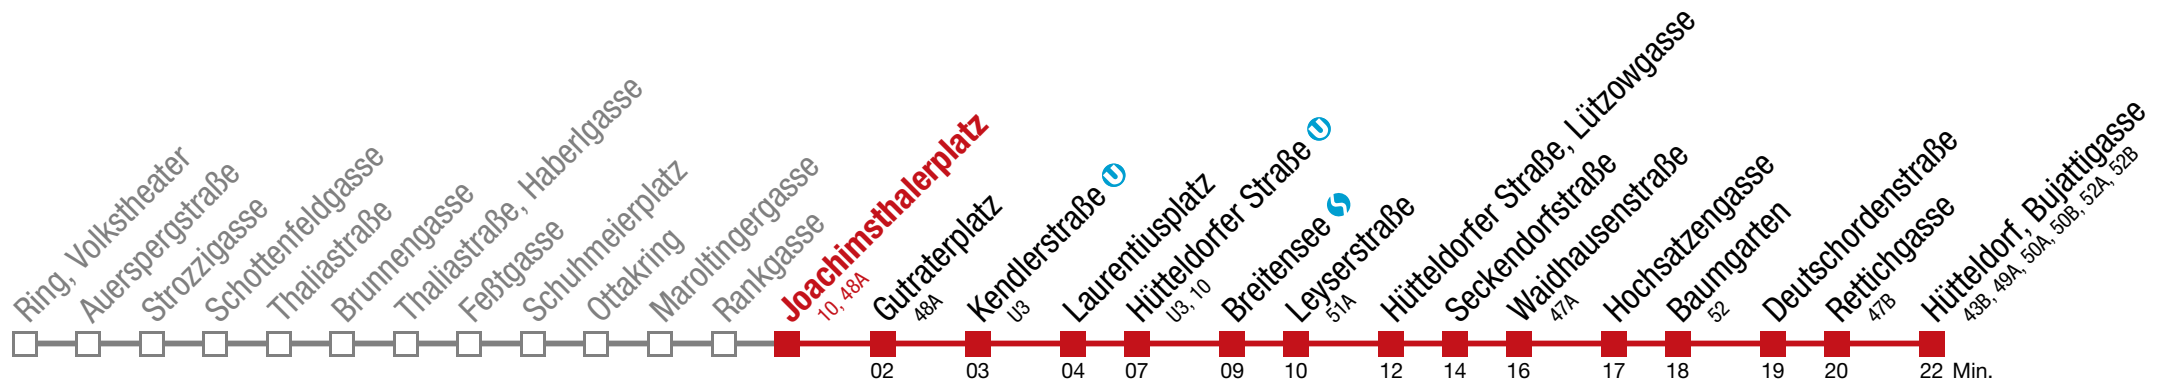 Ring, Volkstheater
Auerspergstraße
Strozzigasse
Schottenfeldgasse
Thaliastraße
Brunnengasse
Thaliastraße, Haberlgasse
Feßtgasse
Schuhmeierplatz
Ottakring
Maroltingergasse
Rankgasse
Joachimsthalerplatz
10, 48A
Gutraterplatz
48A
Kendlerstraße U
U3
Laurentiusplatz
Hütteldorfer Straße U
U3, 10
Breitensee S
Leyserstraße
51A
Hütteldorfer Straße, Lützowgasse
Seckendorfstraße
Waidhausenstraße
47A
Hochsatzengasse
Baumgarten
52
Deutschordenstraße
Rettichgasse
47B
Hütteldorf, Bujattigasse
43B, 49A, 50A, 50B, 52A, 52B
02 03 04 07 09 10 12 14 16 17 18 19 20 22 Min.